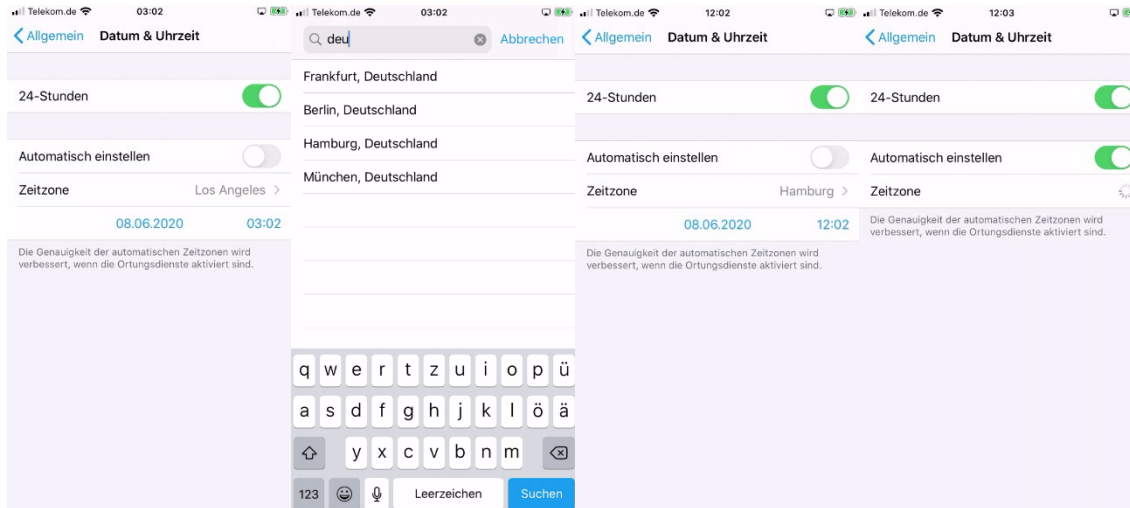 Telekom.de 03:02
Allgemein Datum & Uhrzeit
24-Stunden
Automatisch einstellen
Zeitzone Los Angeles
08.06.2020 03:02
Die Genauigkeit der automatischen Zeitzonen wird
verbessert, wenn die Ortungsdienste aktiviert sind.
Telekom.de 03:02
deu Abbrechen
Frankfurt, Deutschland
Berlin, Deutschland
Hamburg, Deutschland
München, Deutschland
q w e r t z u i o p ü
a s d f g h j k l ö ä
y x c v b n m
123 Leerzeichen Suchen
Telekom.de 12:02
Allgemein Datum & Uhrzeit
24-Stunden
Automatisch einstellen
Zeitzone Hamburg
08.06.2020 12:02
Die Genauigkeit der automatischen Zeitzonen wird
verbessert, wenn die Ortungsdienste aktiviert sind.
Telekom.de 12:03
Allgemein Datum & Uhrzeit
24-Stunden
Automatisch einstellen
Zeitzone
Die Genauigkeit der automatischen Zeitzonen wird
verbessert, wenn die Ortungsdienste aktiviert sind.